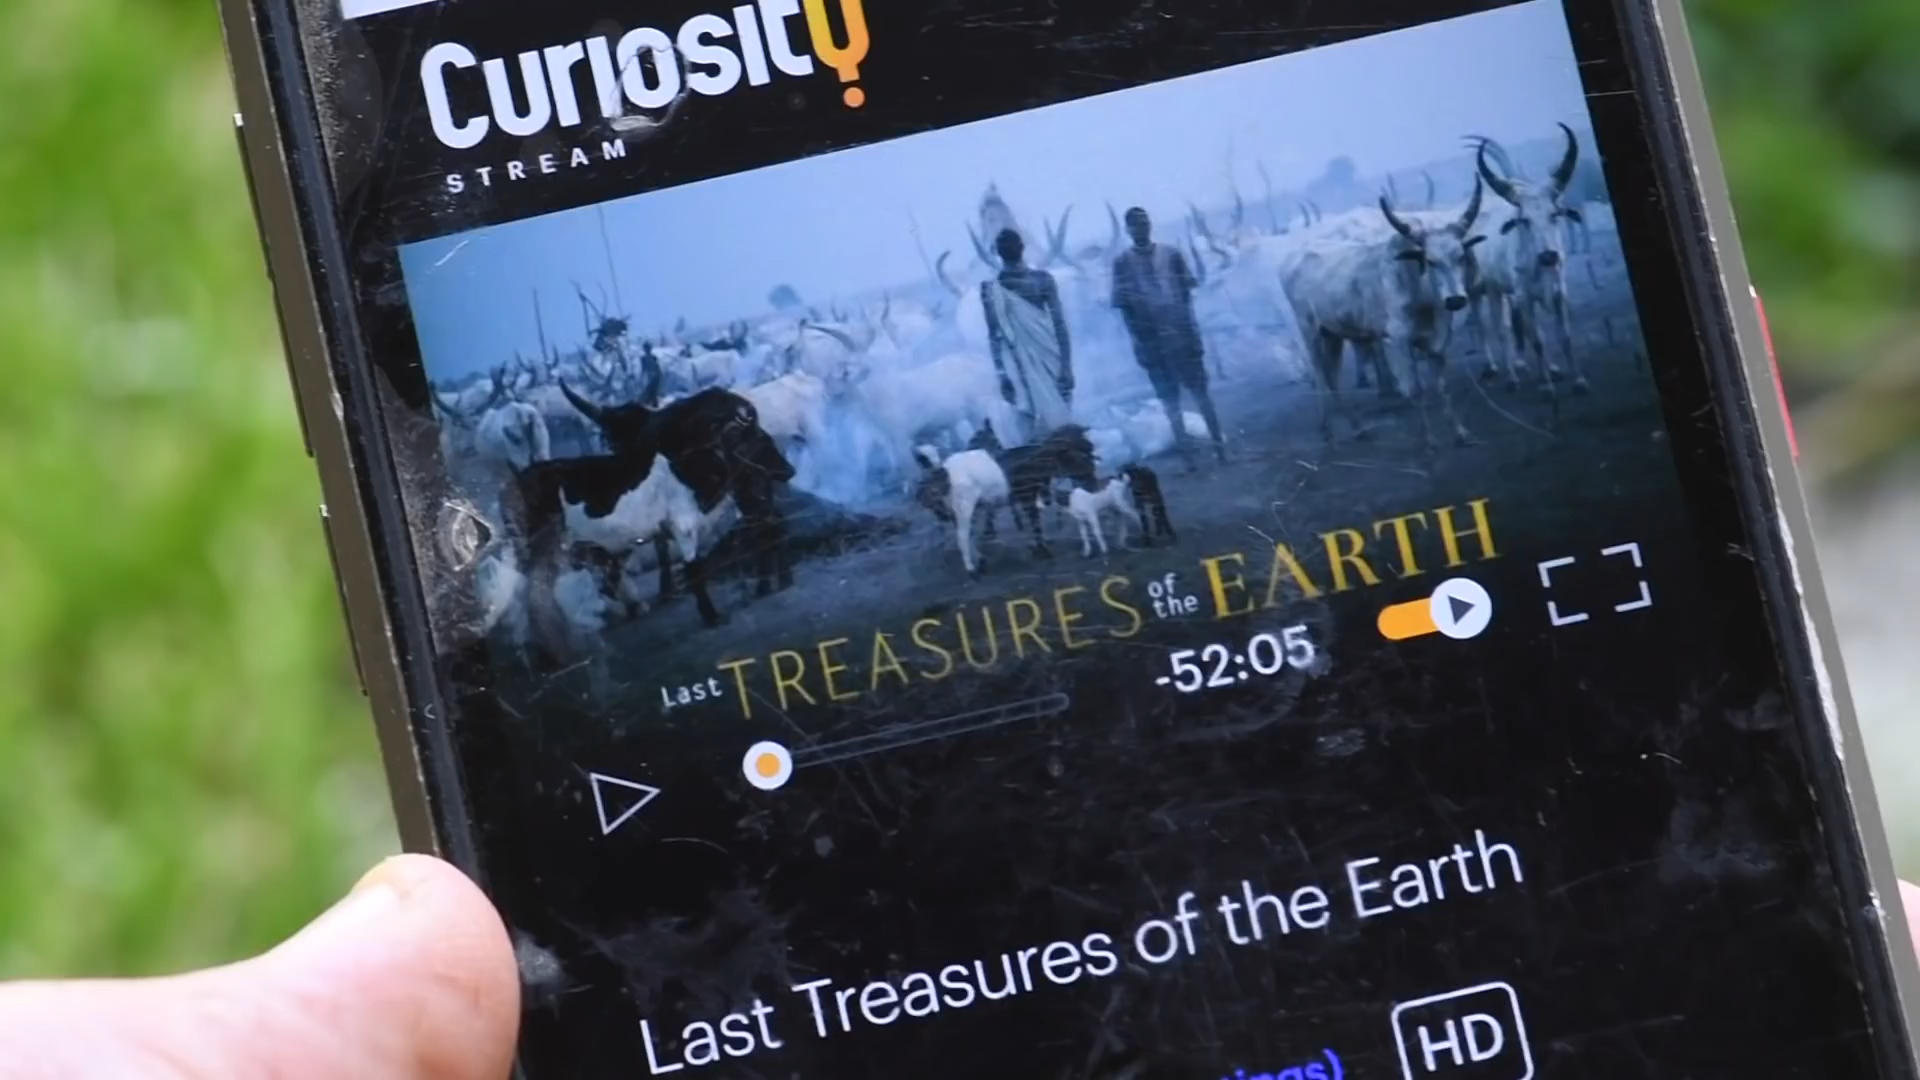 Curiosity
STREAM
Last TREASURES of the EARTH
-52:05
Last Treasures of the Earth
HD